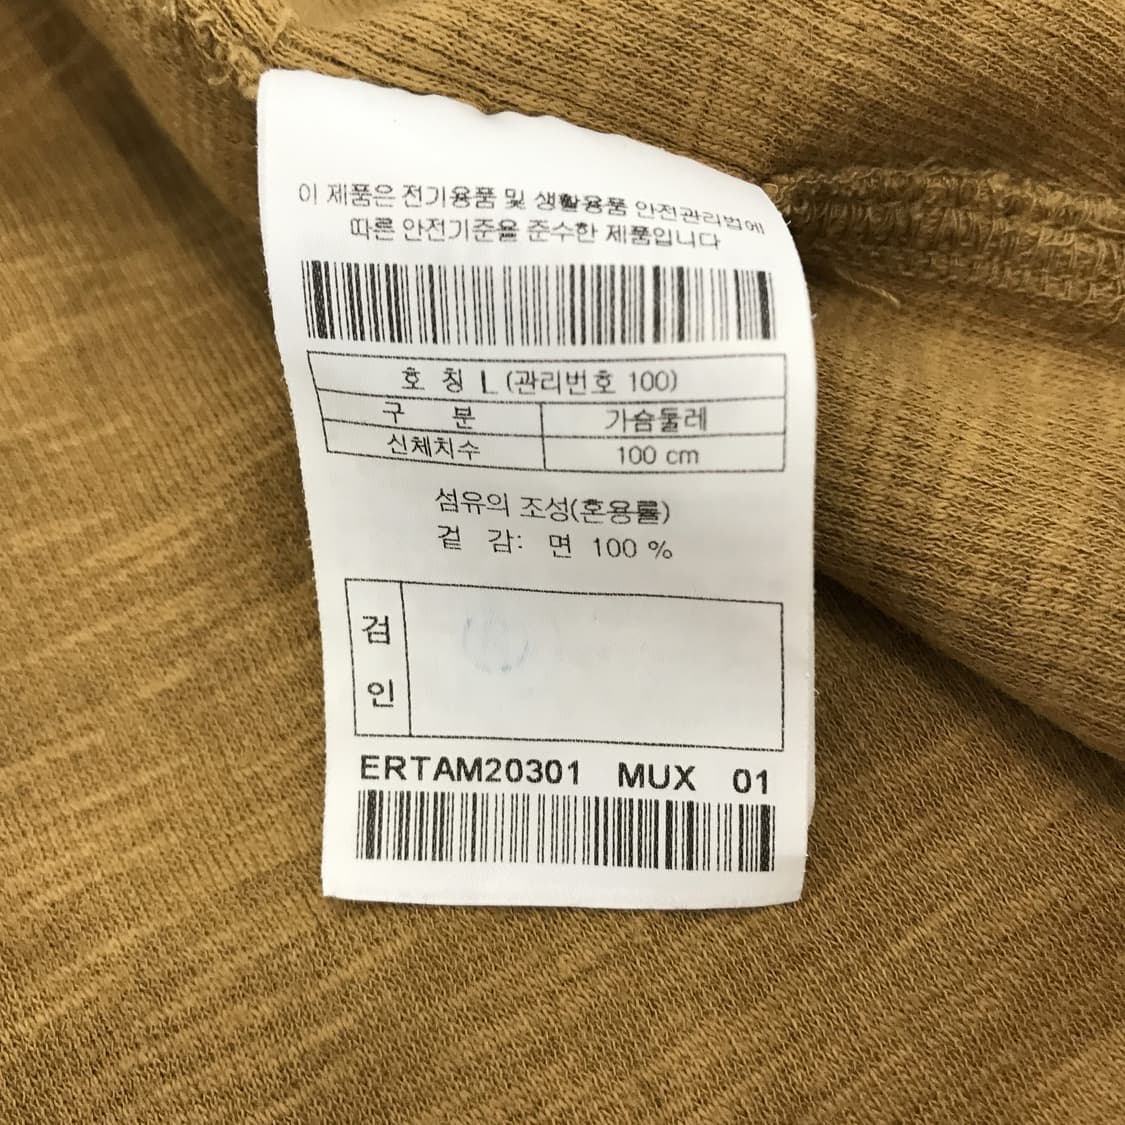 이 제품은 전기용품 및 생활용품 안전관리법에
따른 안전기준을 준수한 제품입니다
호 칭 L (관리번호 100)
구 분 가슴둘레
신체치수 100 cm
섬유의 조성(혼용률)
겉 감: 면 100 %
검
인
ERTAM20301 MUX 01